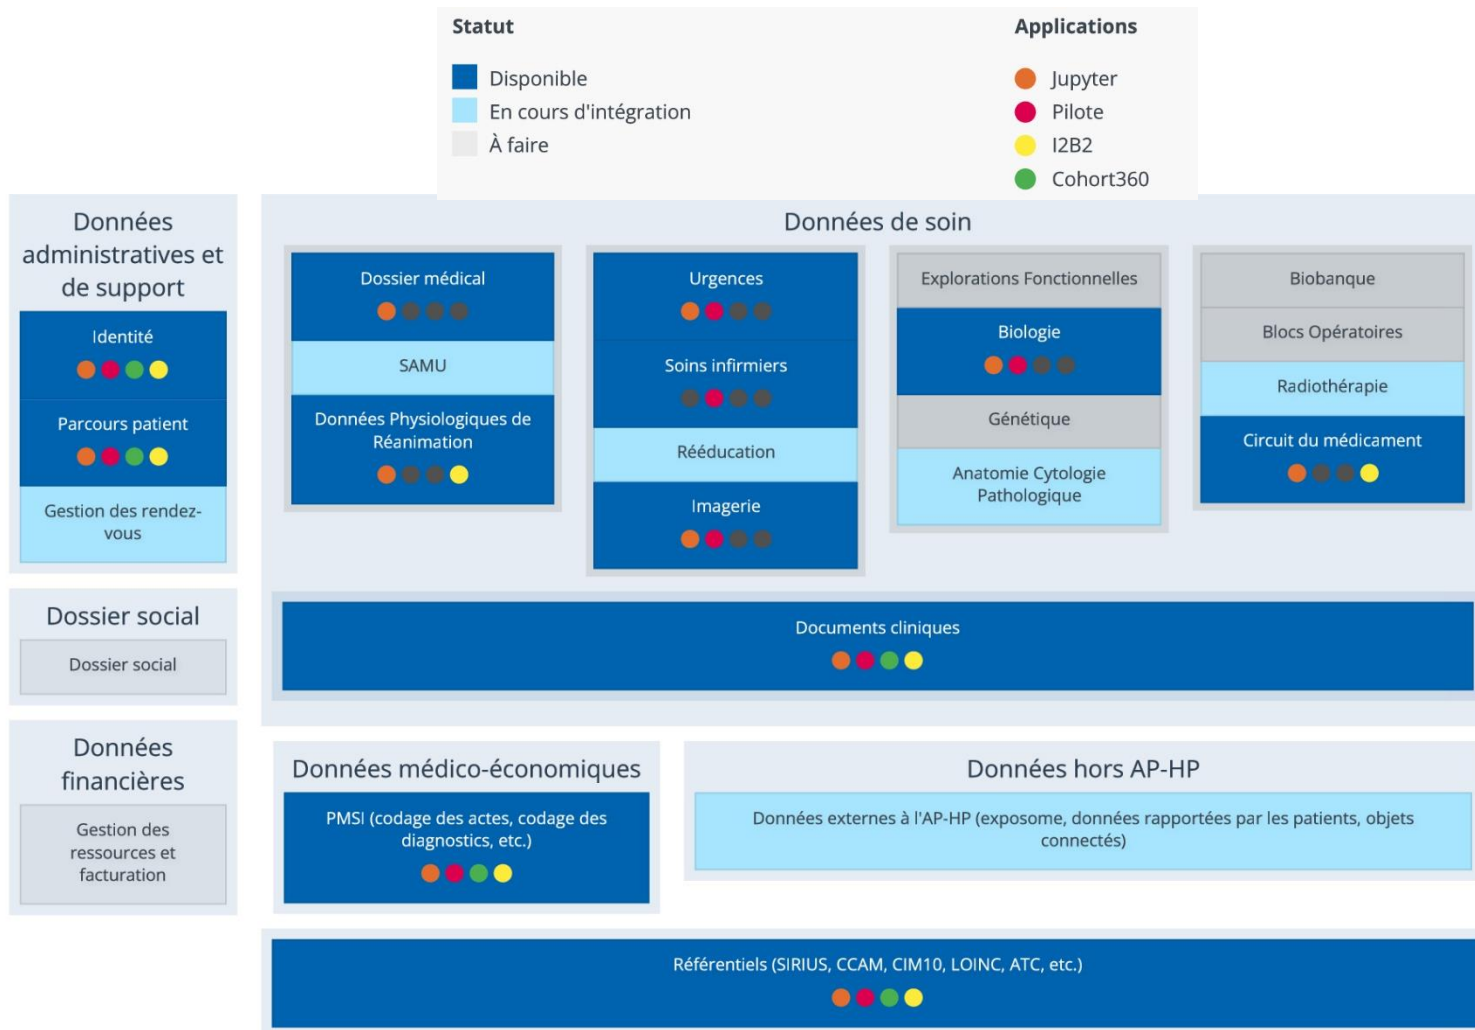 Statut
Disponible
En cours d'intégration
À faire
Applications
Jupyter
Pilote
I2B2
Cohort360
Données
administratives et
de support
Identité
Parcours patient
Gestion des rendez-
vous
Dossier social
Dossier social
Données
financières
Gestion des
ressources et
facturation
Données de soin
Dossier médical
SAMU
Données Physiologiques de
Réanimation
Urgences
Soins infirmiers
Rééducation
Imagerie
Explorations Fonctionnelles
Biologie
Génétique
Anatomie Cytologie
Pathologique
Biobanque
Blocs Opératoires
Radiothérapie
Circuit du médicament
Documents cliniques
Données médico-économiques
PMSI (codage des actes, codage des
diagnostics, etc.)
Données hors AP-HP
Données externes à l'AP-HP (exposome, données rapportées par les patients, objets
connectés)
Référentiels (SIRIUS, CCAM, CIM10, LOINC, ATC, etc.)